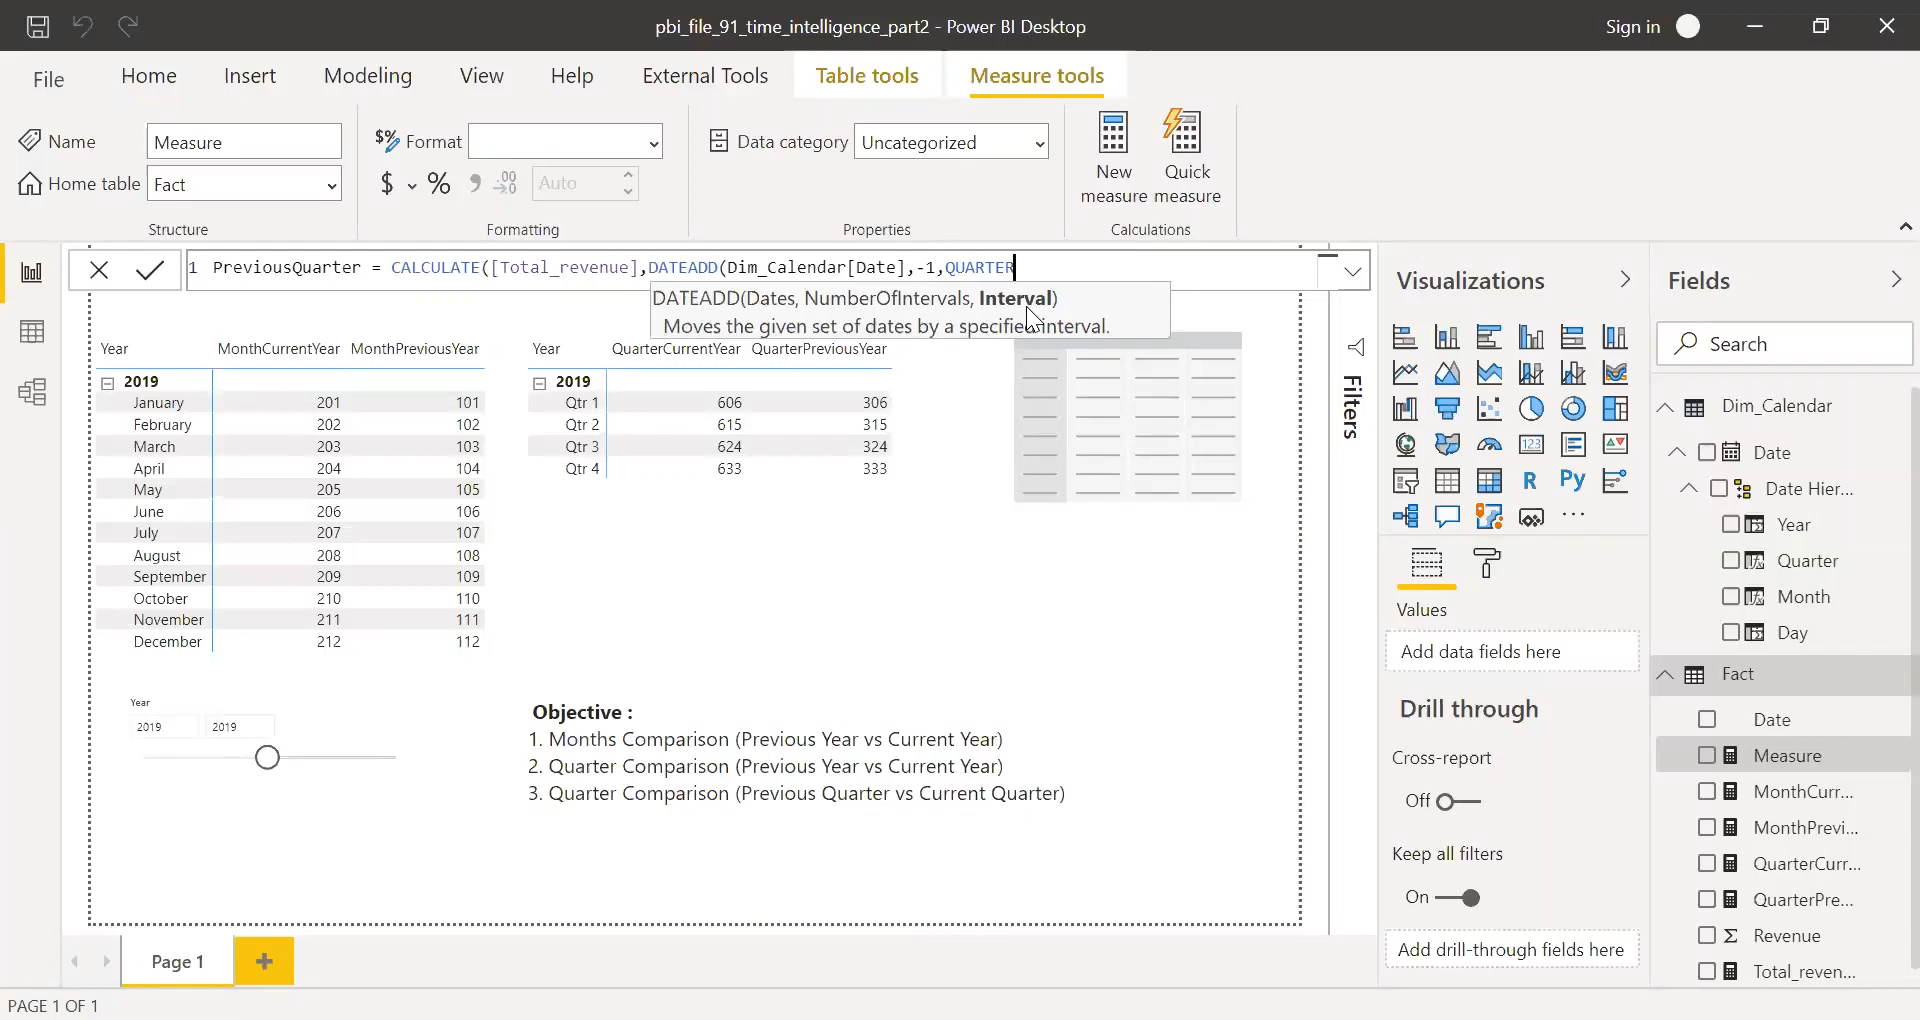 pbi_file_91_time_intelligence_part2 - Power BI Desktop
Sign in
File Home Insert Modeling View Help External Tools Table tools Measure tools
Name Measure
Home table Fact
Structure
Format
$ % , .00 Auto
Formatting
Data category Uncategorized
Properties
New measure
Quick measure
Calculations
1 PreviousQuarter = CALCULATE([Total_revenue],DATEADD(Dim_Calendar[Date],-1,QUARTER
DATEADD(Dates, NumberOfIntervals, Interval)
Moves the given set of dates by a specified interval.
Year MonthCurrentYear MonthPreviousYear
2019
January 201 101
February 202 102
March 203 103
April 204 104
May 205 105
June 206 106
July 207 107
August 208 108
September 209 109
October 210 110
November 211 111
December 212 112
Year QuarterCurrentYear QuarterPreviousYear
2019
Qtr 1 606 306
Qtr 2 615 315
Qtr 3 624 324
Qtr 4 633 333
Year
2019 2019
Objective :
1. Months Comparison (Previous Year vs Current Year)
2. Quarter Comparison (Previous Year vs Current Year)
3. Quarter Comparison (Previous Quarter vs Current Quarter)
Filters
Visualizations
R Py
123
...
Values
Add data fields here
Drill through
Cross-report
Off
Keep all filters
On
Add drill-through fields here
Fields
Search
Dim_Calendar
Date
Date Hier...
Year
Quarter
Month
Day
Fact
Date
Measure
MonthCurr...
MonthPrevi...
QuarterCurr...
QuarterPre...
Σ Revenue
Total_reven...
Page 1
PAGE 1 OF 1